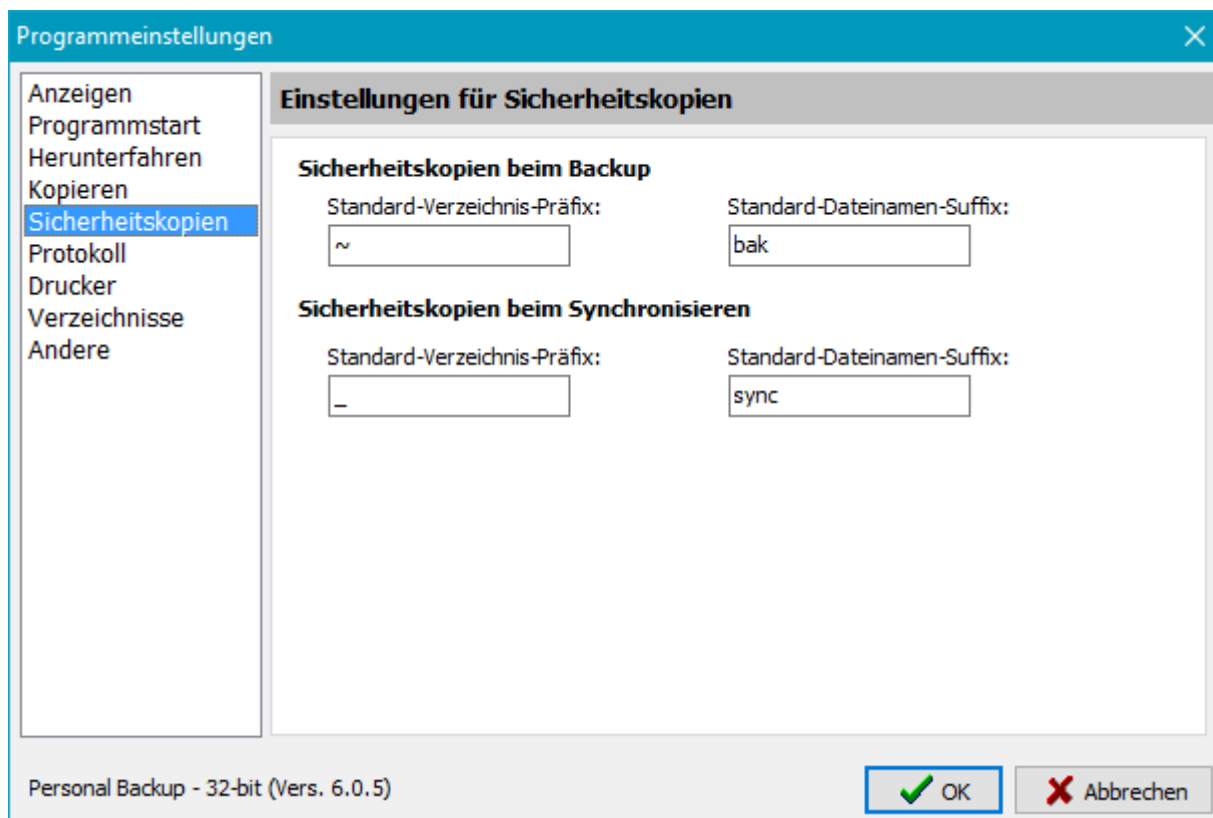 Programmeinstellungen
Anzeigen
Programmstart
Herunterfahren
Kopieren
Sicherheitskopien
Protokoll
Drucker
Verzeichnisse
Andere
Einstellungen für Sicherheitskopien
Sicherheitskopien beim Backup
Standard-Verzeichnis-Präfix: Standard-Dateinamen-Suffix:
~ bak
Sicherheitskopien beim Synchronisieren
Standard-Verzeichnis-Präfix: Standard-Dateinamen-Suffix:
_ sync
Personal Backup - 32-bit (Vers. 6.0.5) OK Abbrechen